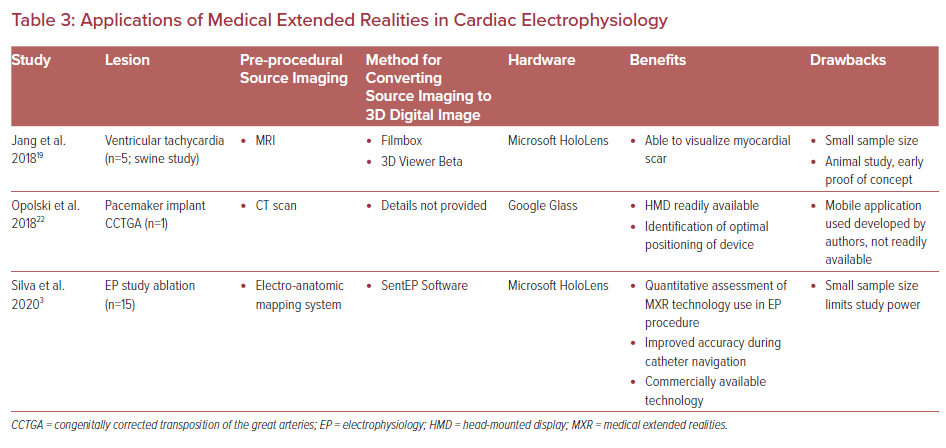 Table 3: Applications of Medical Extended Realities in Cardiac Electrophysiology
Study
Lesion
Pre-procedural
Source Imaging
Method for
Converting
Source Imaging to
3D Digital Image
Hardware
Benefits
Drawbacks
Jang et al.
2018¹⁹
Ventricular tachycardia
(n=5; swine study)
• MRI
• Filmbox
• 3D Viewer Beta
Microsoft HoloLens
• Able to visualize myocardial
scar
• Small sample size
• Animal study, early
proof of concept
Opolski et al.
2018²²
Pacemaker implant
CCTGA (n=1)
• CT scan
• Details not provided
Google Glass
• HMD readily available
• Identification of optimal
positioning of device
• Mobile application
used developed by
authors, not readily
available
Silva et al.
2020³
EP study ablation
(n=15)
• Electro-anatomic
mapping system
• SentEP Software
Microsoft HoloLens
• Quantitative assessment of
MXR technology use in EP
procedure
• Improved accuracy during
catheter navigation
• Commercially available
technology
• Small sample size
limits study power
CCTGA = congenitally corrected transposition of the great arteries; EP = electrophysiology; HMD = head-mounted display; MXR = medical extended realities.